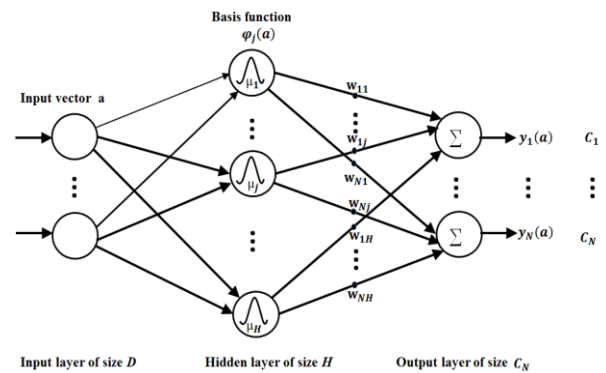 Basis function
φj(a)
Input vector a
μ1
w11
w1j
wN1
μj
wNj
w1H
wNH
μH
Σ
y1(a)
C1
Σ
yN(a)
CN
Input layer of size D
Hidden layer of size H
Output layer of size CN